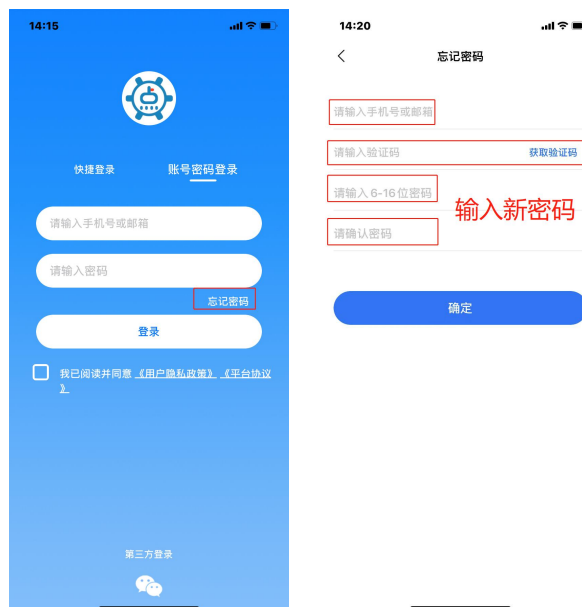 14:15
快捷登录 账号密码登录
请输入手机号或邮箱
请输入密码
忘记密码
登录
我已阅读并同意《用户隐私政策》《平台协议
》
第三方登录
14:20
忘记密码
请输入手机号或邮箱
请输入验证码 获取验证码
请输入6-16位密码
输入新密码
请确认密码
确定